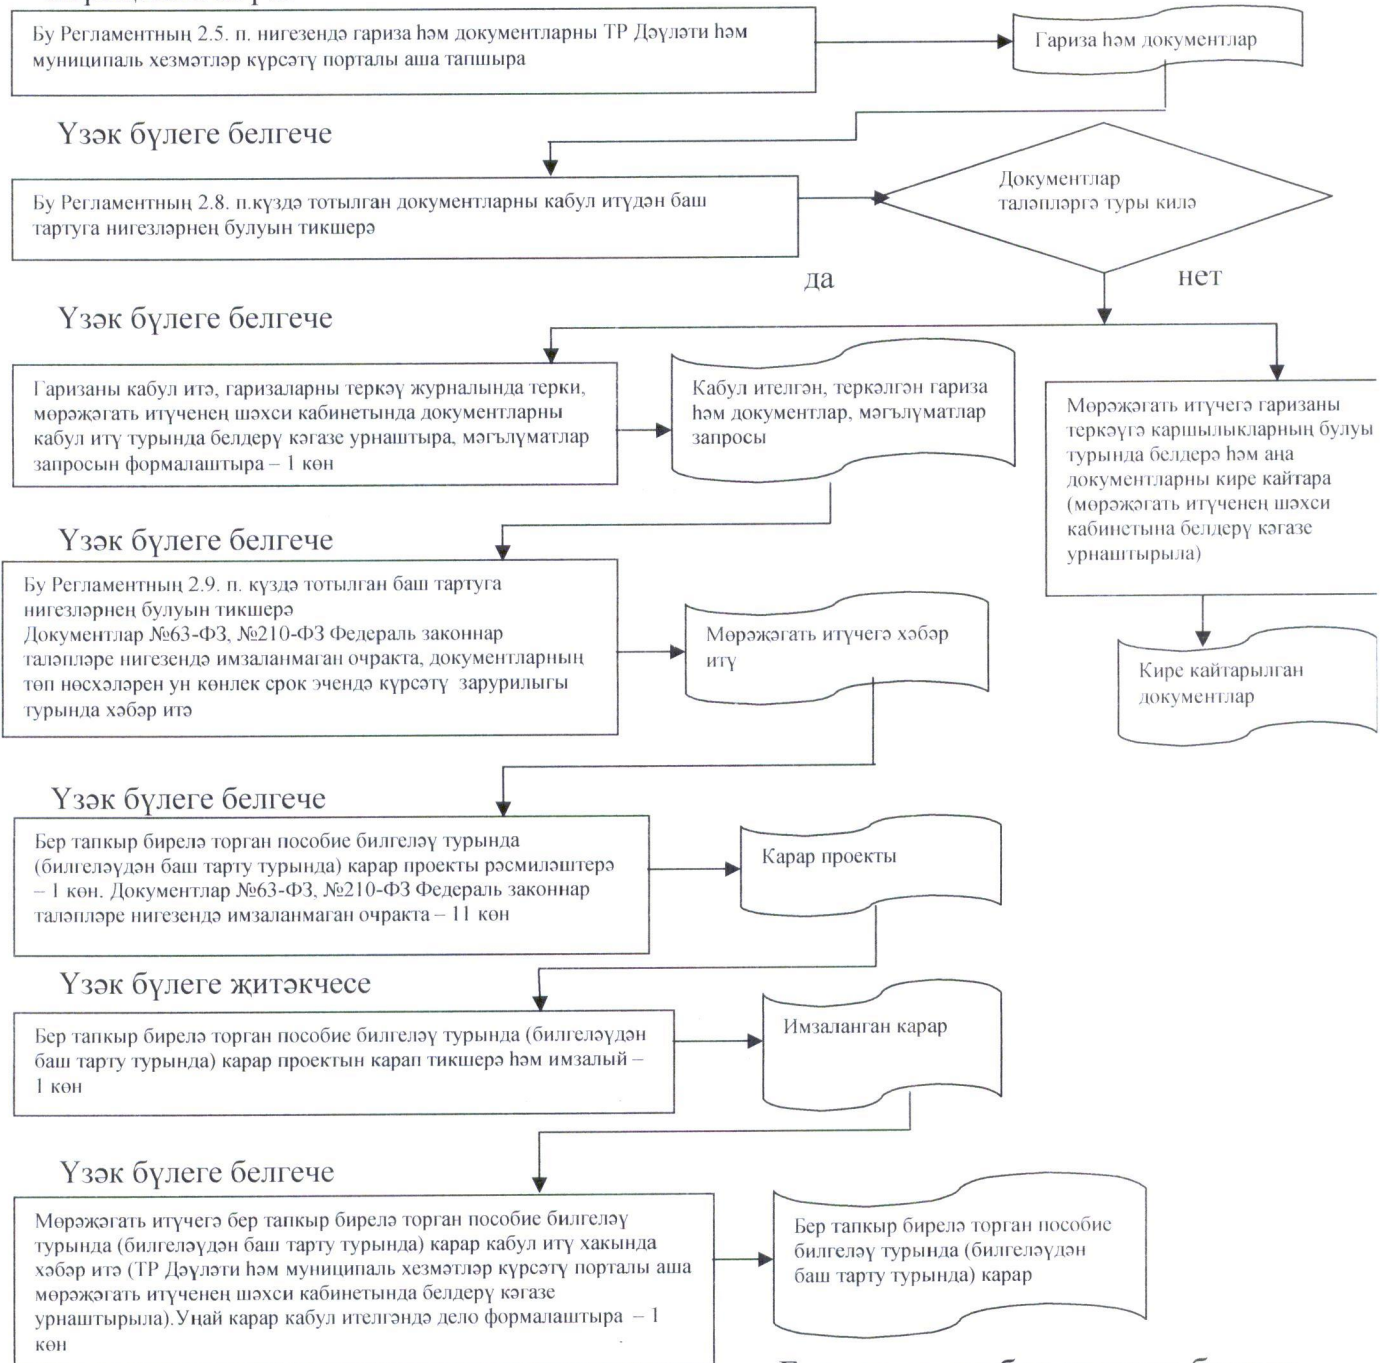 Бу Регламентның 2.5. п. нигезендә гариза һәм документларны ТР Дәүләти һәм
муниципаль хезмәтләр күрсәтү порталы аша тапшыра
Гариза һәм документлар
Үзәк бүлеге белгече
Бу Регламентның 2.8. п.күздә тотылган документларны кабул итүдән баш
тартуга нигезләрнең булуын тикшерә
Документлар
таләпләргә туры килә
да
нет
Үзәк бүлеге белгече
Гаризаны кабул итә, гаризаларны теркәү журналында терки,
мөрәҗәгать итүченең шәхси кабинетында документларны
кабул итү турында белдерү кәгазе урнаштыра, мәгълүматлар
запросын формалаштыра – 1 көн
Кабул ителгән, теркәлгән гариза
һәм документлар, мәгълүматлар
запросы
Мөрәҗәгать итүчегә гаризаны
теркәүгә каршылыкларның булуы
турында белдерә һәм аңа
документларны кире кайтара
(мөрәҗәгать итүченең шәхси
кабинетына белдерү кәгазе
урнаштырыла)
Үзәк бүлеге белгече
Бу Регламентның 2.9. п. күздә тотылган баш тартуга
нигезләрнең булуын тикшерә
Документлар №63-ФЗ, №210-ФЗ Федераль законнар
таләпләре нигезендә имзаланмаган очракта, документларның
төп нөсхәләрен ун көнлек срок эчендә күрсәтү зарурилыгы
турында хәбәр итә
Мөрәҗәгать итүчегә хәбәр
итү
Кире кайтарылган
документлар
Үзәк бүлеге белгече
Бер тапкыр бирелә торган пособие билгеләү турында
(билгеләүдән баш тарту турында) карар проекты рәсмиләштерә
– 1 көн. Документлар №63-ФЗ, №210-ФЗ Федераль законнар
таләпләре нигезендә имзаланмаган очракта – 11 көн
Карар проекты
Үзәк бүлеге җитәкчесе
Бер тапкыр бирелә торган пособие билгеләү турында (билгеләүдән
баш тарту турында) карар проектын карап тикшерә һәм имзалый –
1 көн
Имзаланган карар
Үзәк бүлеге белгече
Мөрәҗәгать итүчегә бер тапкыр бирелә торган пособие билгеләү
турында (билгеләүдән баш тарту турында) карар кабул итү хакында
хәбәр итә (ТР Дәүләти һәм муниципаль хезмәтләр күрсәтү порталы аша
мөрәҗәгать итүченең шәхси кабинетында белдерү кәгазе
урнаштырыла).Уңай карар кабул ителгәндә дело формалаштыра – 1
көн
Бер тапкыр бирелә торган пособие
билгеләү турында (билгеләүдән
баш тарту турында) карар